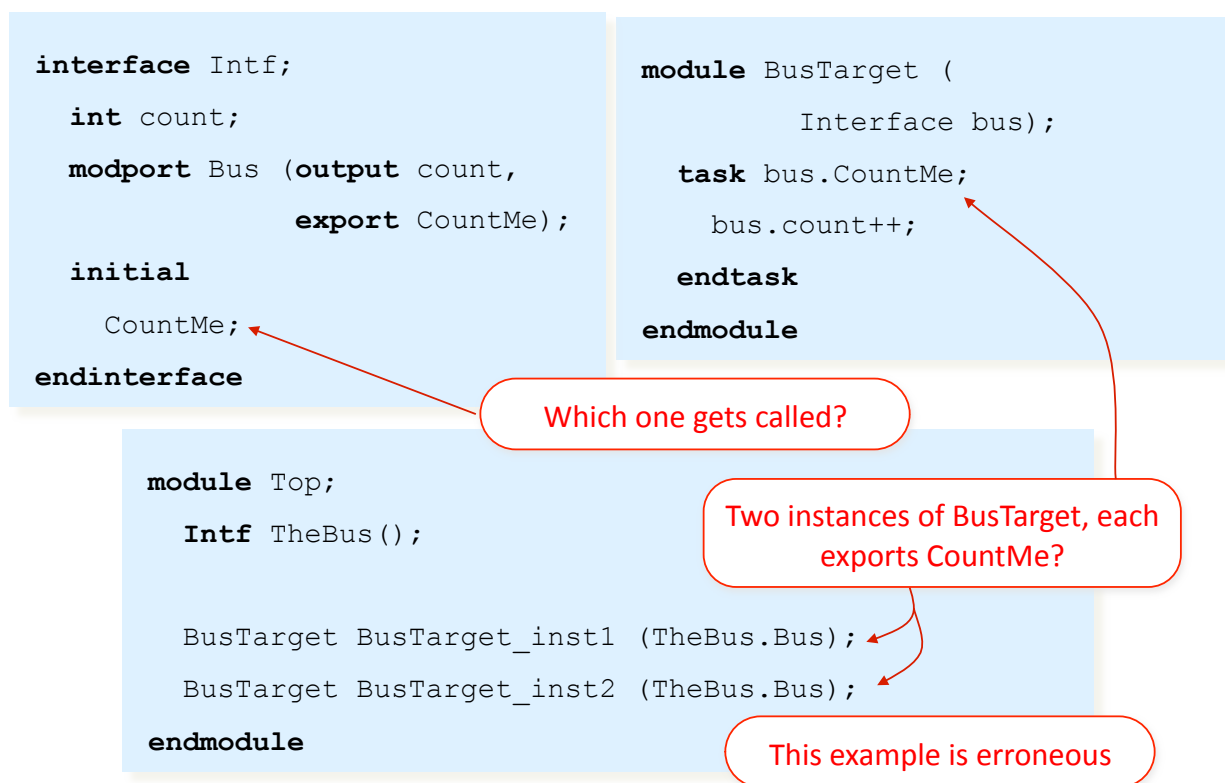 interface Intf;
int count;
modport Bus (output count,
export CountMe);
initial
CountMe;
endinterface
module BusTarget (
Interface bus);
task bus.CountMe;
bus.count++;
endtask
endmodule
Which one gets called?
module Top;
Intf TheBus();
BusTarget BusTarget_inst1 (TheBus.Bus);
BusTarget BusTarget_inst2 (TheBus.Bus);
endmodule
Two instances of BusTarget, each
exports CountMe?
This example is erroneous